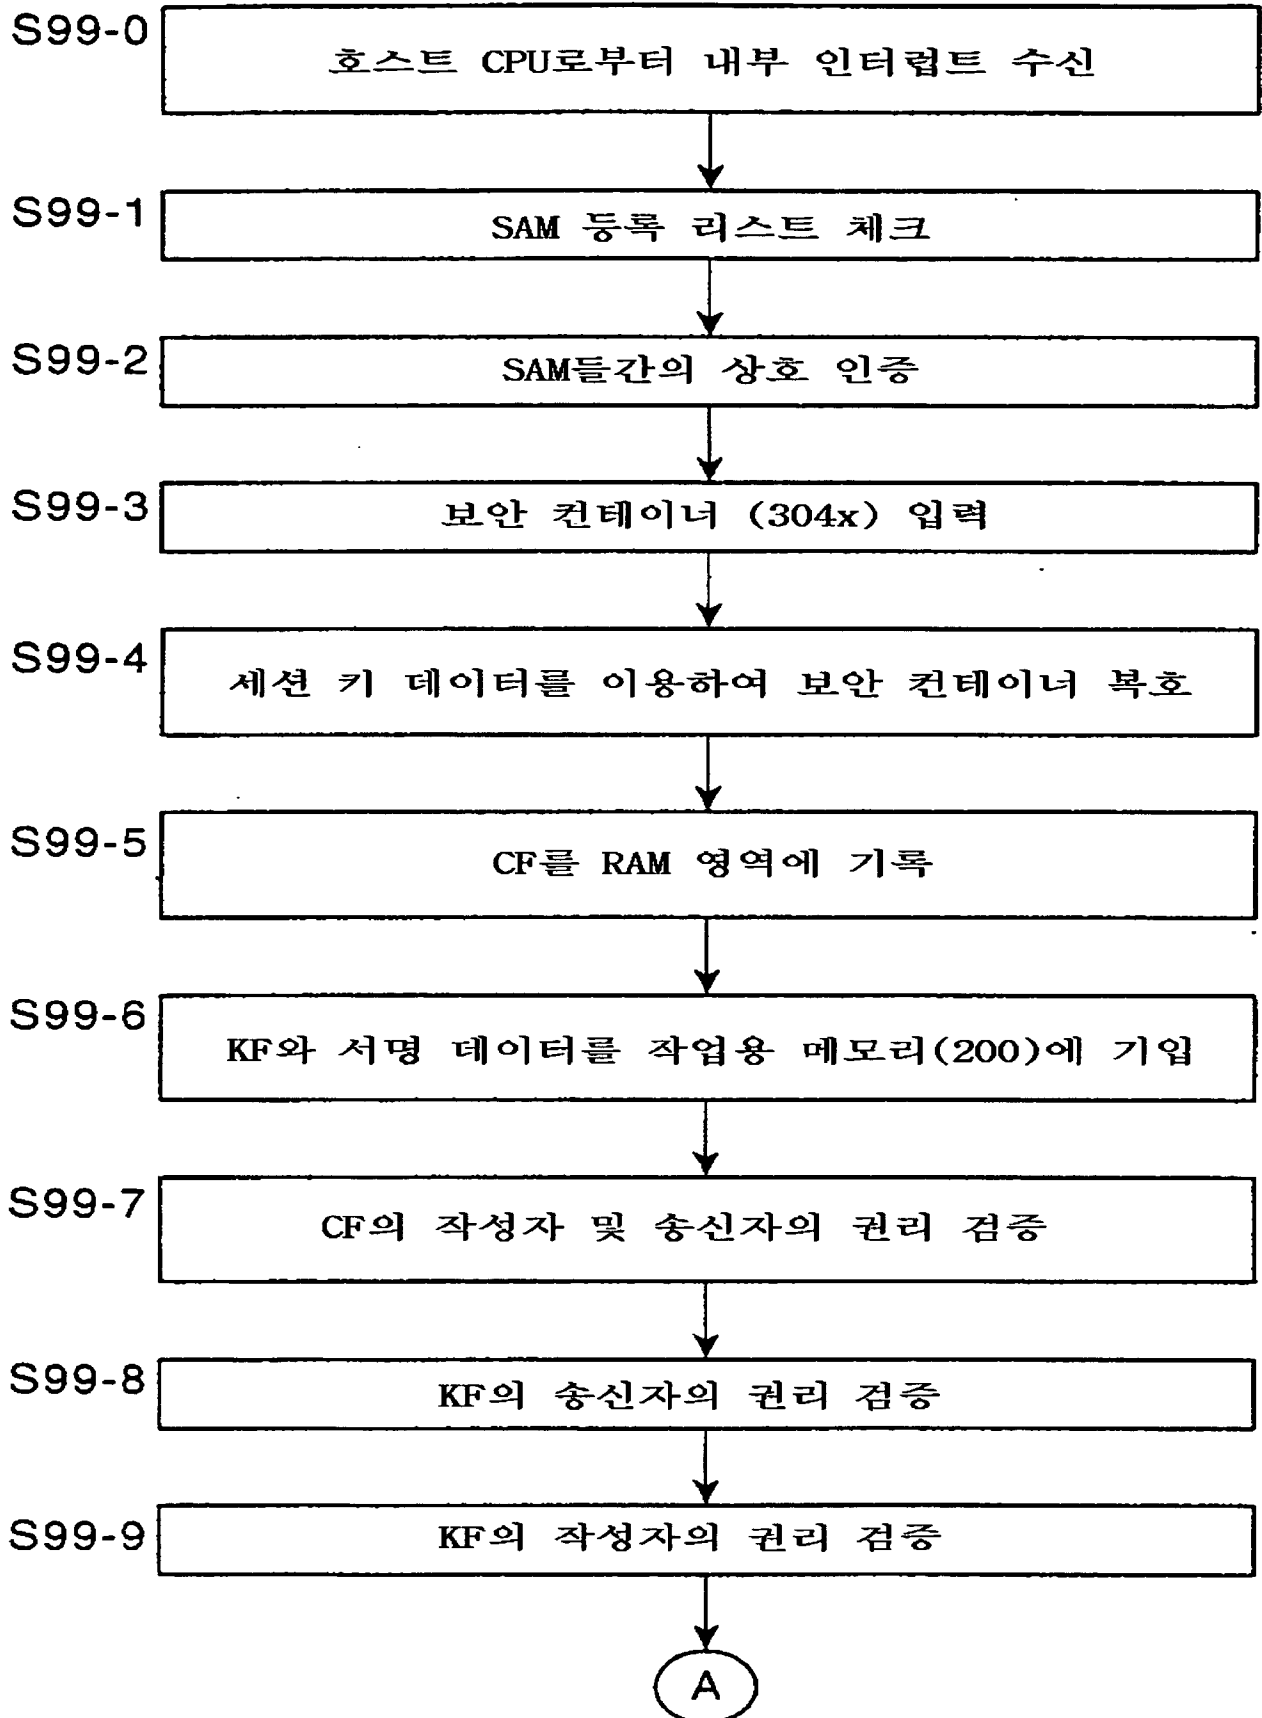 S99-0
호스트 CPU로부터 내부 인터럽트 수신
S99-1
SAM 등록 리스트 체크
S99-2
SAM들간의 상호 인증
S99-3
보안 컨테이너 (304x) 입력
S99-4
세션 키 데이터를 이용하여 보안 컨테이너 복호
S99-5
CF를 RAM 영역에 기록
S99-6
KF와 서명 데이터를 작업용 메모리(200)에 기입
S99-7
CF의 작성자 및 송신자의 권리 검증
S99-8
KF의 송신자의 권리 검증
S99-9
KF의 작성자의 권리 검증
A